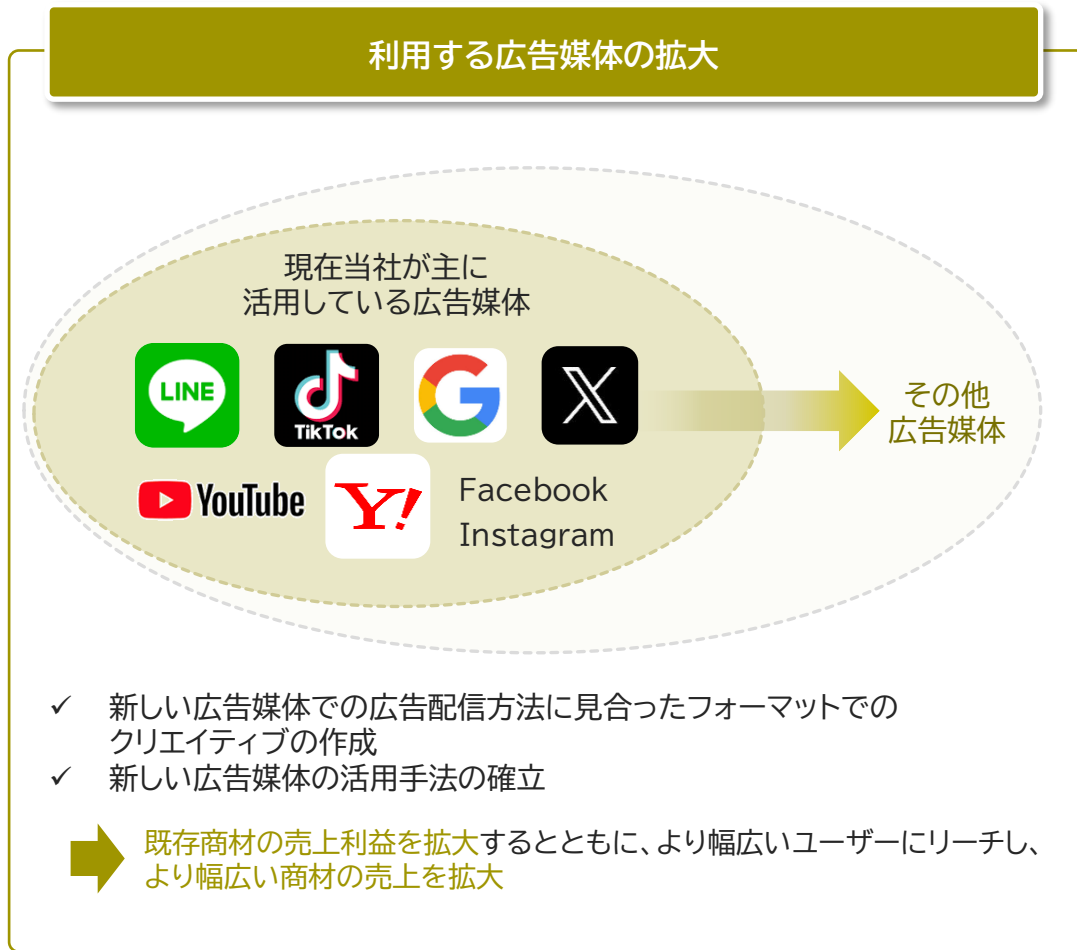 利用する広告媒体の拡大
現在当社が主に
活用している広告媒体
LINE
TikTok
G
X
その他
広告媒体
YouTube
Y!
Facebook
Instagram
✓ 新しい広告媒体での広告配信方法に見合ったフォーマットでの
クリエイティブの作成
✓ 新しい広告媒体の活用手法の確立
既存商材の売上利益を拡大するとともに、より幅広いユーザーにリーチし、
より幅広い商材の売上を拡大